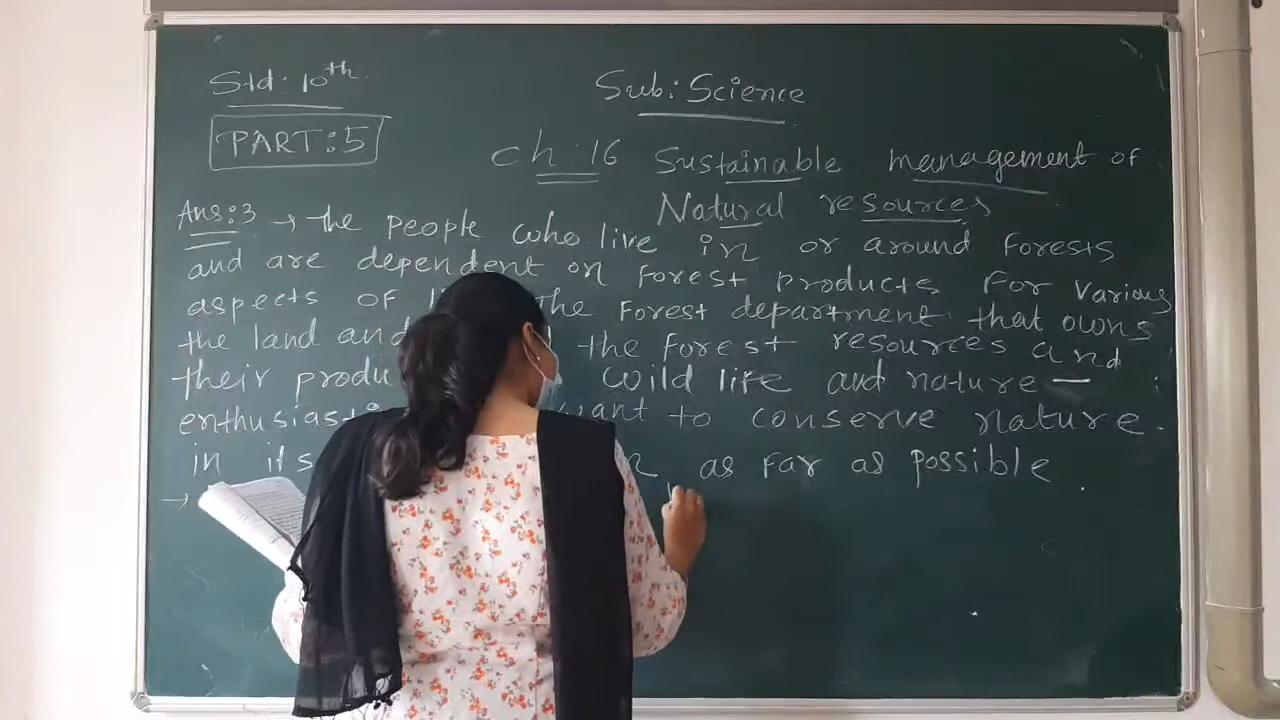 Std: 10th.
Sub: Science
PART: 5
Ch: 16 Sustainable management of
Natural resources
Ans: 3 → the people who live in or around forests
and are dependent on forest products for various
aspects of the forest department that owns
the land and the forest resources and
their produ wild life and nature —
enthusiasti want to conserve nature.
in its as far as possible
→